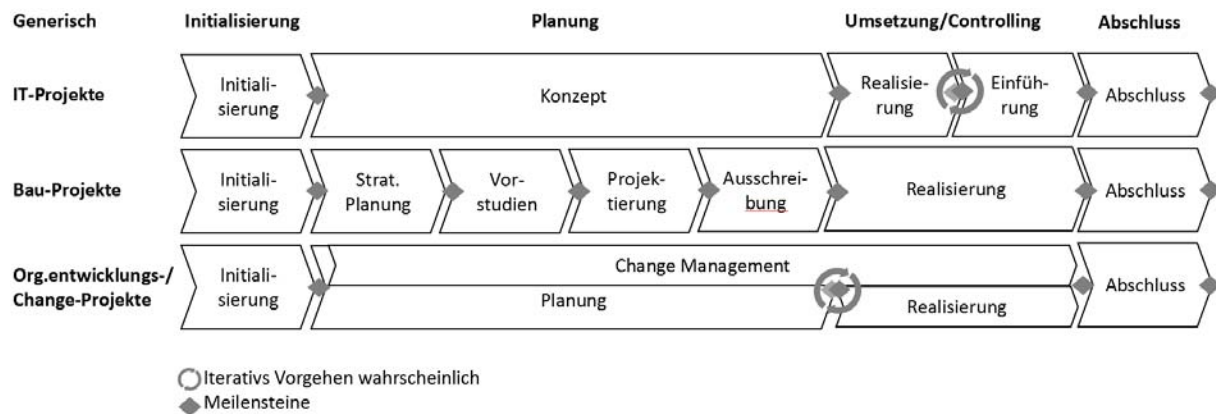 Generisch
Initialisierung
Planung
Umsetzung/Controlling
Abschluss
IT-Projekte
Initiali-
sierung
Konzept
Realisie-
rung
Einfüh-
rung
Abschluss
Bau-Projekte
Initiali-
sierung
Strat.
Planung
Vor-
studien
Projek-
tierung
Ausschrei-
bung
Realisierung
Abschluss
Org.entwicklungs-/
Change-Projekte
Initiali-
sierung
Change Management
Planung
Realisierung
Abschluss
Iterativs Vorgehen wahrscheinlich
Meilensteine